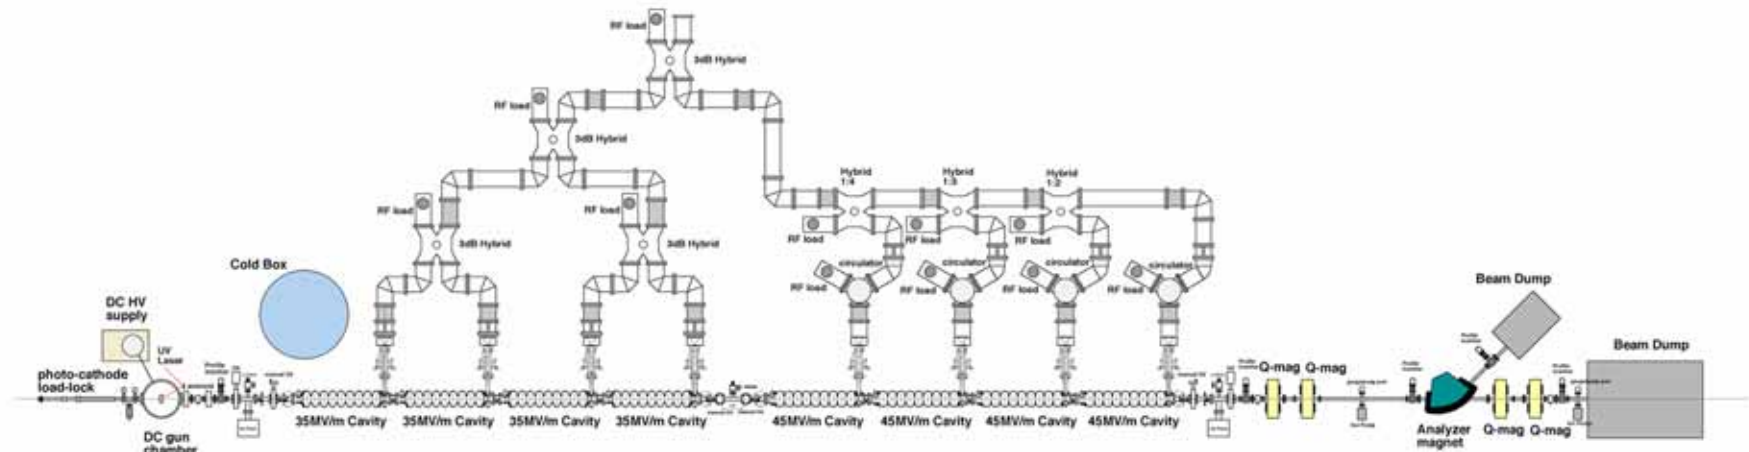 RF load
3dB Hybrid
RF load
3dB Hybrid
Hybrid
1:4
Hybrid
1:3
Hybrid
1:2
RF load
RF load
3dB Hybrid
3dB Hybrid
RF load
RF load
RF load
circulator
circulator
circulator
circulator
RF load
RF load
RF load
RF load
Cold Box
DC HV
supply
UV
Laser
photo-cathode
load-lock
DC gun
chamber
35MV/m Cavity
35MV/m Cavity
35MV/m Cavity
35MV/m Cavity
45MV/m Cavity
45MV/m Cavity
45MV/m Cavity
45MV/m Cavity
Q-mag
Q-mag
Analyzer
magnet
Q-mag
Q-mag
Beam Dump
Beam Dump